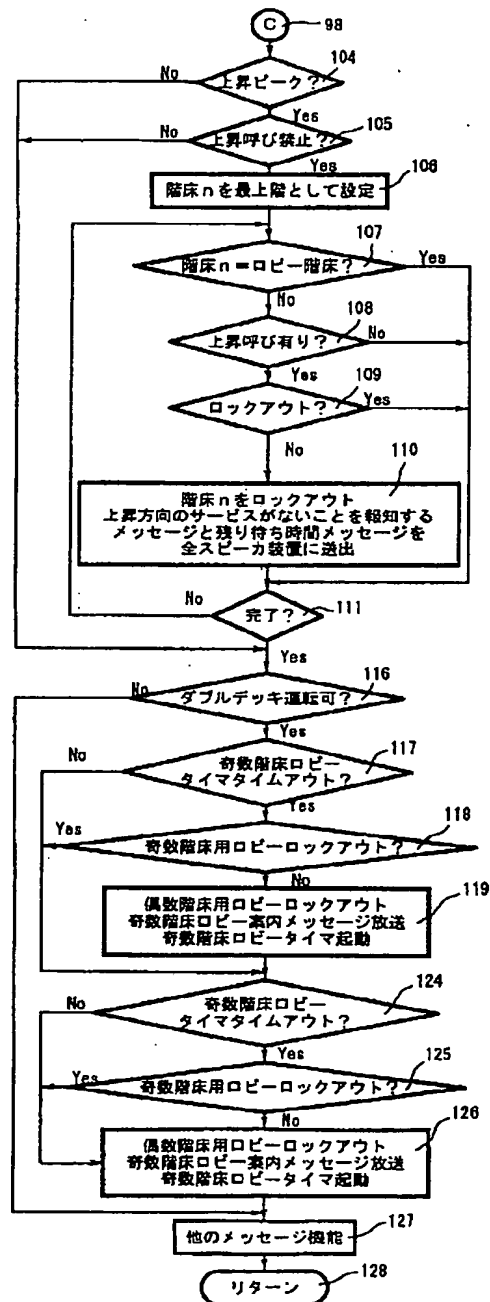 C 98
104
No 上昇ピーク?
Yes
105
No 上昇呼び禁止?
Yes
106
階床nを最上階として設定
107
階床n=ロビー階床? Yes
No
108
上昇呼び有り? No
Yes
109
ロックアウト? Yes
No
110
階床nをロックアウト
上昇方向のサービスがないことを報知する
メッセージと残り待ち時間メッセージを
全スピーカ装置に送出
No
完了? 111
Yes
No 116
ダブルデッキ運転可?
Yes
No 奇数階床ロビー
タイマタイムアウト? 117
Yes
118
Yes 奇数階床用ロビーロックアウト?
No
119
偶数階床用ロビーロックアウト
奇数階床ロビー案内メッセージ放送
奇数階床ロビータイマ起動
No 奇数階床ロビー 124
タイマタイムアウト?
Yes
125
Yes 奇数階床用ロビーロックアウト?
No
126
偶数階床用ロビーロックアウト
奇数階床ロビー案内メッセージ放送
奇数階床ロビータイマ起動
127
他のメッセージ機能
128
リターン